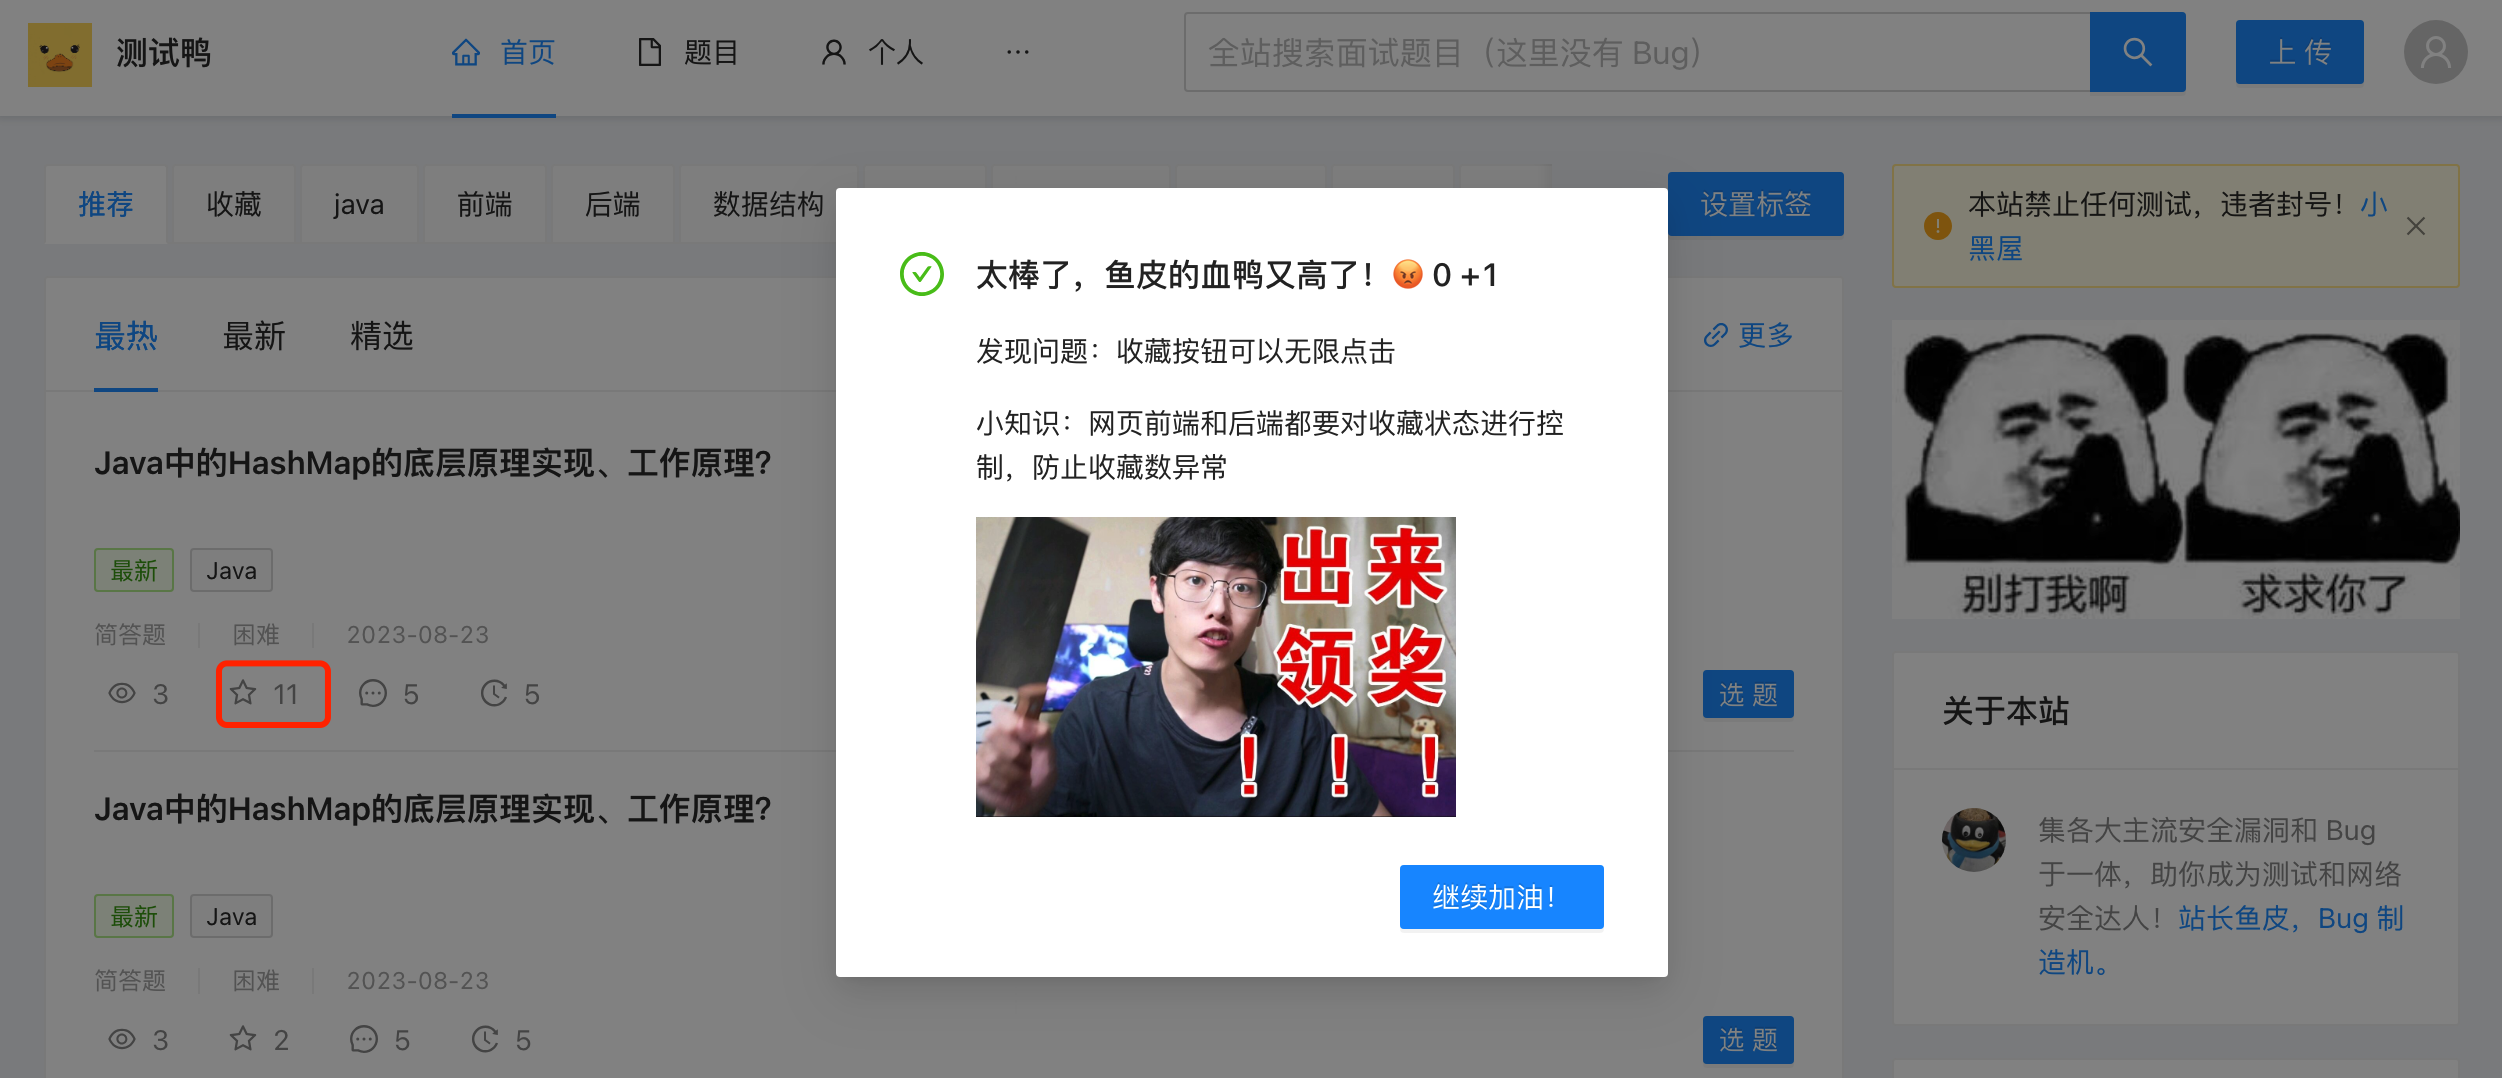 测试鸭
首页
题目
个人
···
全站搜索面试题目（这里没有 Bug）
上 传
推荐
收藏
java
前端
后端
数据结构
设置标签
本站禁止任何测试，违者封号！小
黑屋
最热
最新
精选
更多
Java中的HashMap的底层原理实现、工作原理?
最新
Java
简答题
困难
2023-08-23
3
11
5
5
选 题
Java中的HashMap的底层原理实现、工作原理?
最新
Java
简答题
困难
2023-08-23
3
2
5
5
选 题
太棒了，鱼皮的血鸭又高了！😡 0 +1
发现问题：收藏按钮可以无限点击
小知识：网页前端和后端都要对收藏状态进行控
制，防止收藏数异常
出来
领奖
！！！
继续加油！
别打我啊
求求你了
关于本站
集各大主流安全漏洞和 Bug
于一体，助你成为测试和网络
安全达人！站长鱼皮，Bug 制
造机。